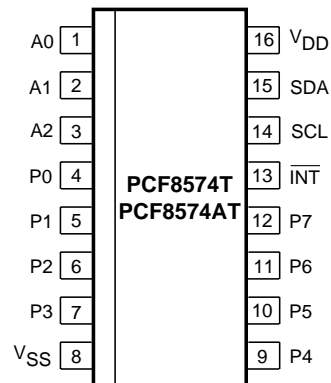 A0 1
A1 2
A2 3
P0 4
P1 5
P2 6
P3 7
VSS 8
PCF8574T
PCF8574AT
16 VDD
15 SDA
14 SCL
13 INT
12 P7
11 P6
10 P5
9 P4